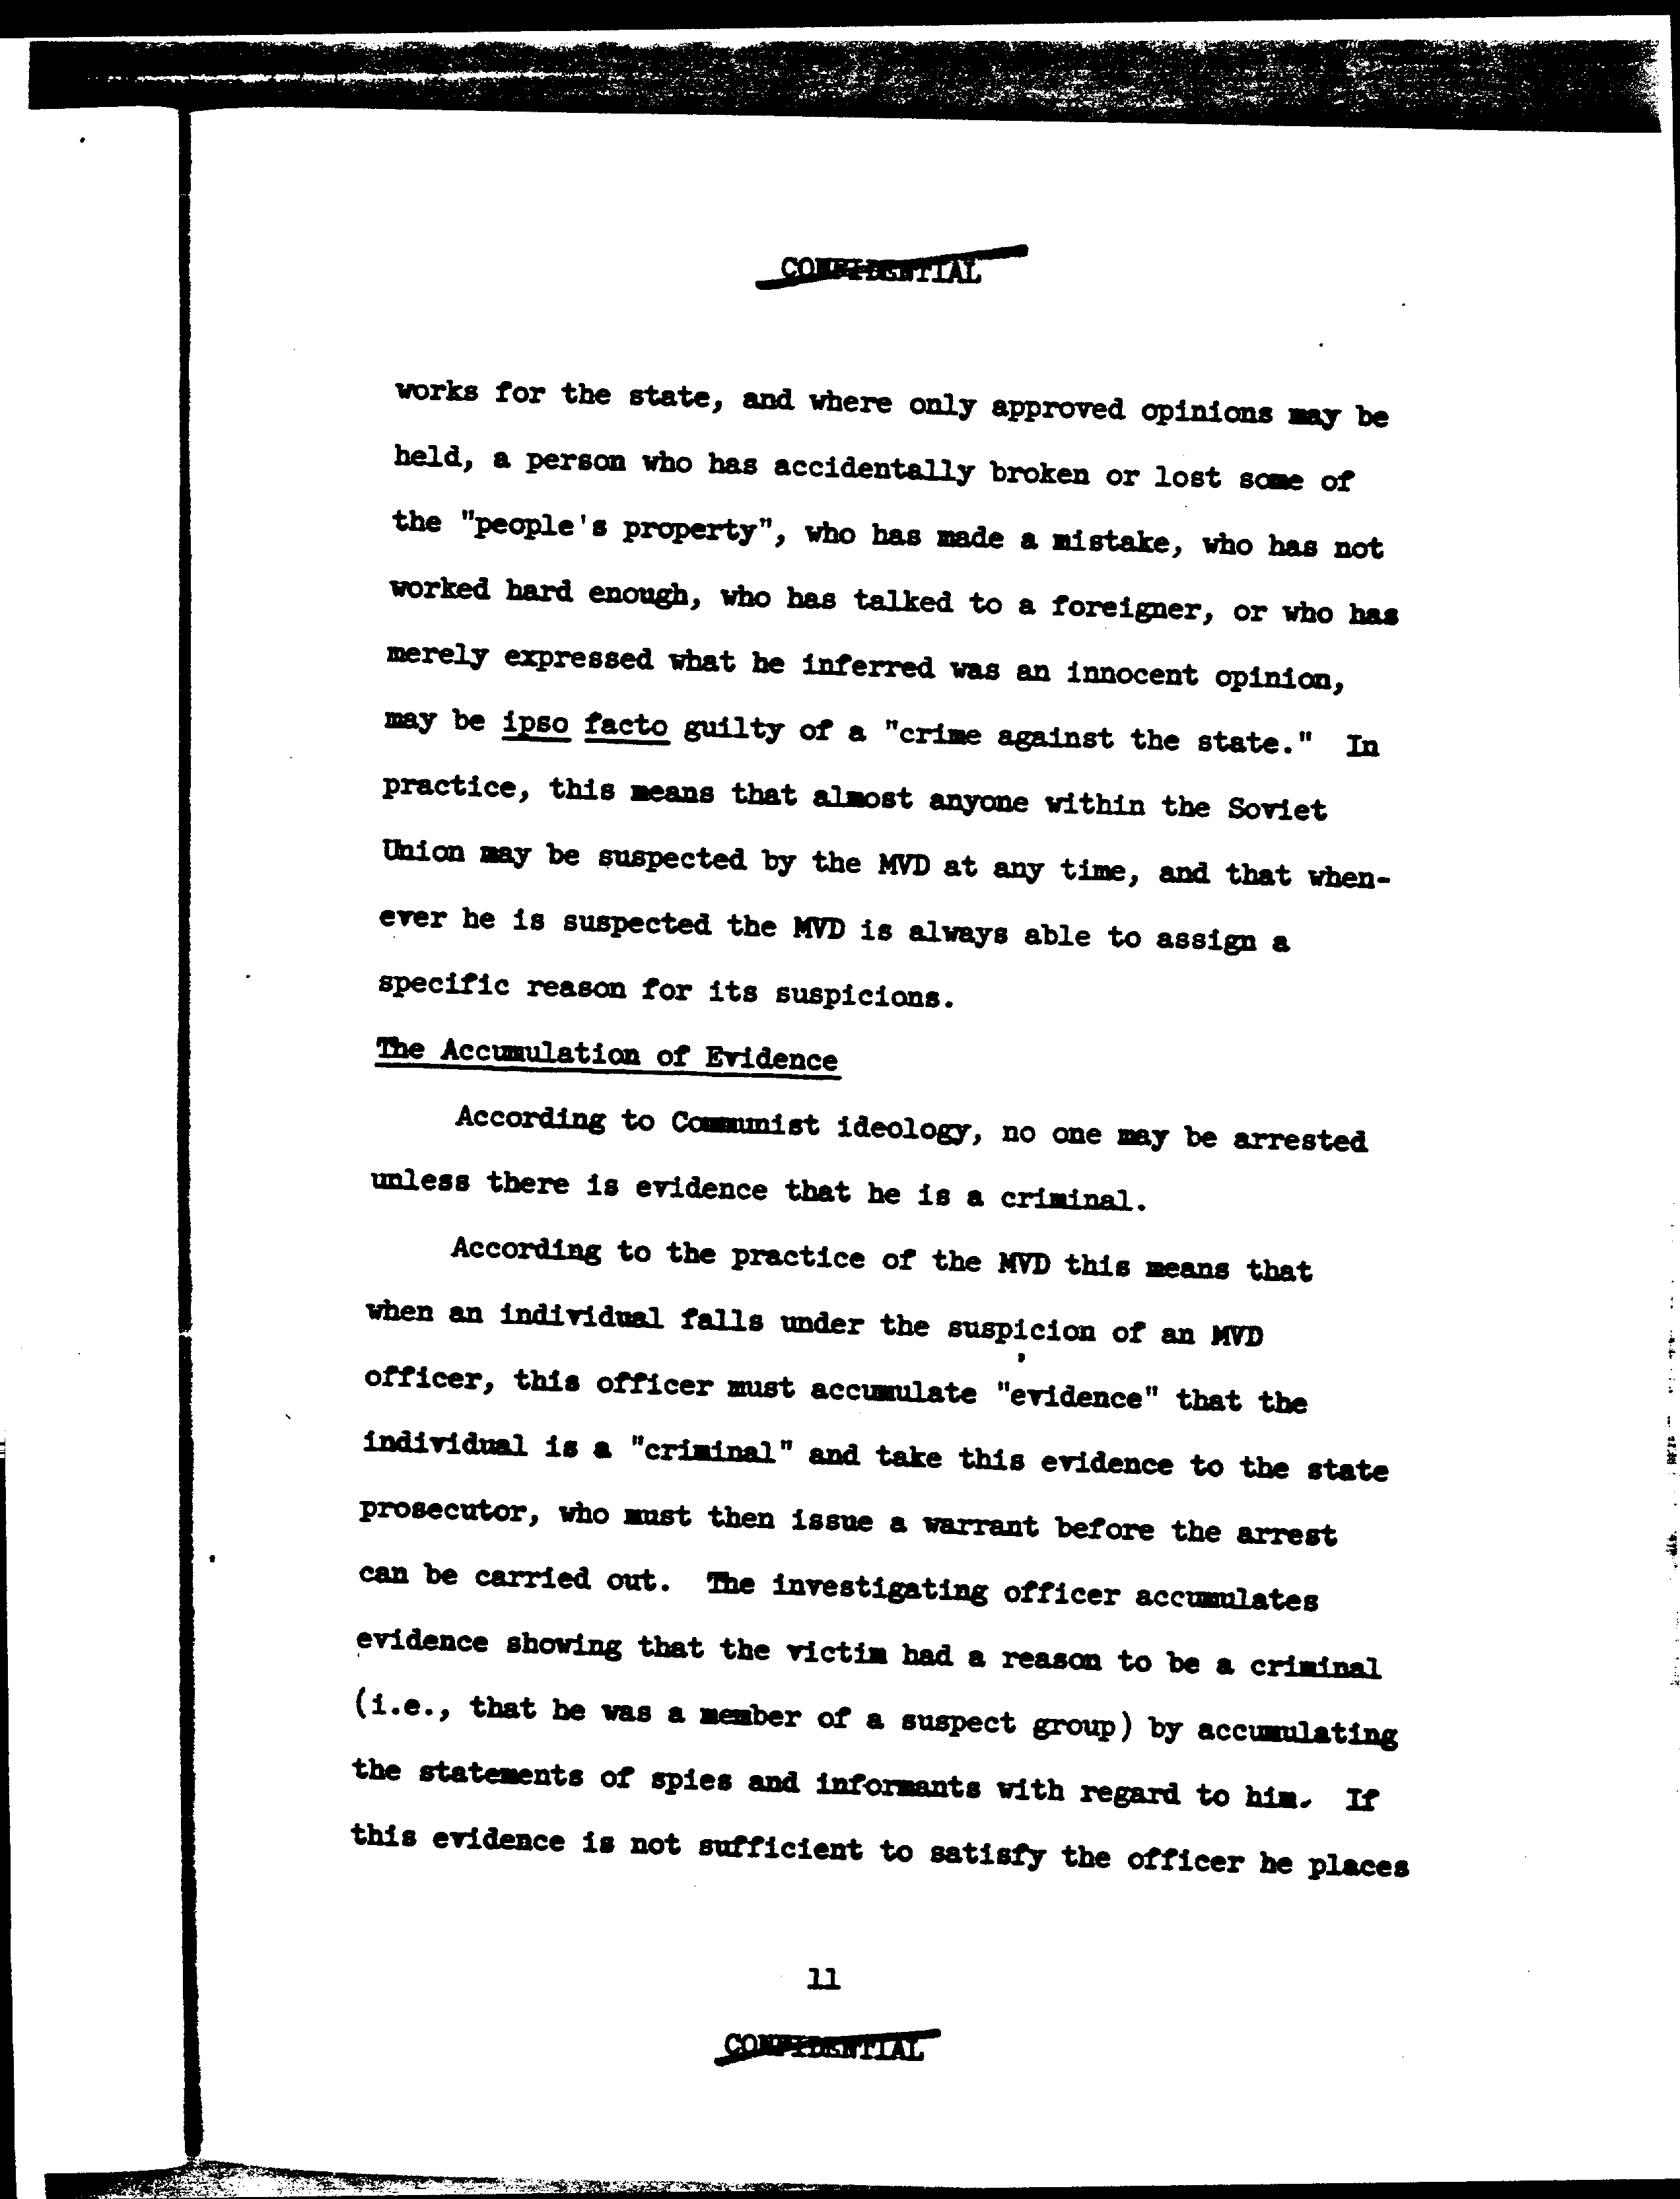 CONFIDENTIAL
works for the state, and where only approved opinions may be
held, a person who has accidentally broken or lost some of
the "people's property", who has made a mistake, who has not
worked hard enough, who has talked to a foreigner, or who has
merely expressed what he inferred was an innocent opinion,
may be ipso facto guilty of a "crime against the state." In
practice, this means that almost anyone within the Soviet
Union may be suspected by the MVD at any time, and that when-
ever he is suspected the MVD is always able to assign a
specific reason for its suspicions.
The Accumulation of Evidence
According to Communist ideology, no one may be arrested
unless there is evidence that he is a criminal.
According to the practice of the MVD this means that
when an individual falls under the suspicion of an MVD
officer, this officer must accumulate "evidence" that the
individual is a "criminal" and take this evidence to the state
prosecutor, who must then issue a warrant before the arrest
can be carried out. The investigating officer accumulates
evidence showing that the victim had a reason to be a criminal
(i.e., that he was a member of a suspect group) by accumulating
the statements of spies and informants with regard to him. If
this evidence is not sufficient to satisfy the officer he places
11
CONFIDENTIAL